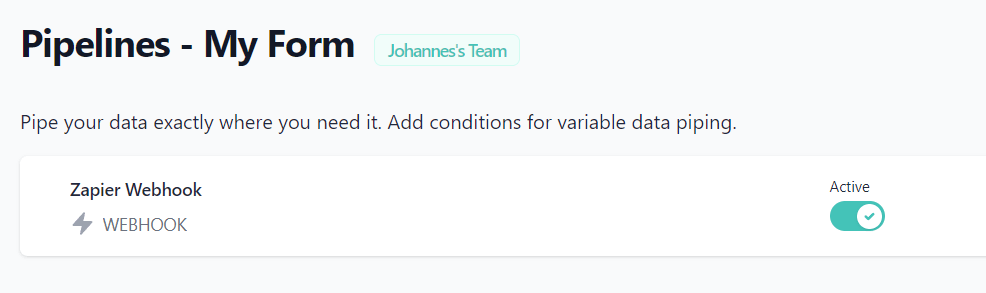 Pipelines - My Form
Johannes's Team
Pipe your data exactly where you need it. Add conditions for variable data piping.
Zapier Webhook
Active
WEBHOOK